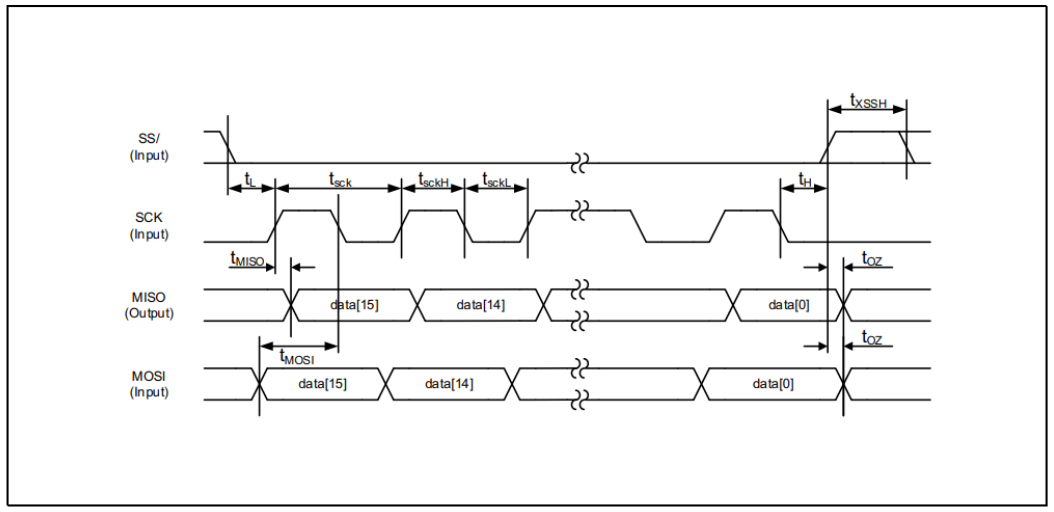 tXSSH
SS/
(Input)
tL
tsck
tsckH
tsckL
tH
SCK
(Input)
tMISO
tOZ
MISO
(Output)
data[15]
data[14]
data[0]
tMOSI
tOZ
MOSI
(Input)
data[15]
data[14]
data[0]